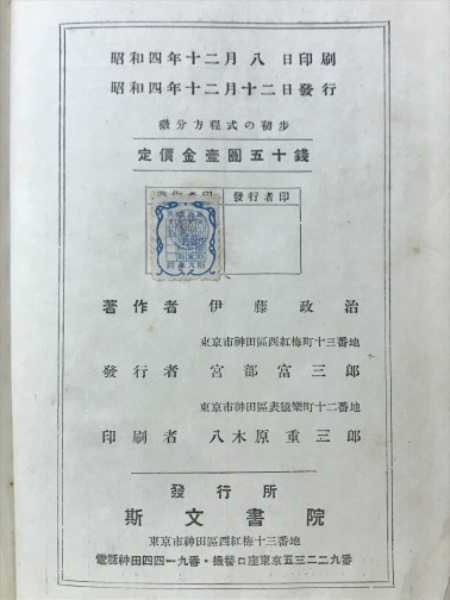 昭和四年十二月八日印刷
昭和四年十二月十二日發行
微分方程式の初步
定價金壹圓五十錢
著作者印 發行者印
著作者 伊藤政治
東京市神田區西紅梅町十三番地
發行者 宮部富三郎
東京市神田區表猿樂町十二番地
印刷者 八木原重三郎
發行所
斯文書院
東京市神田區西紅梅十三番地
電話神田四四一九番・振替口座東京五三二二九番